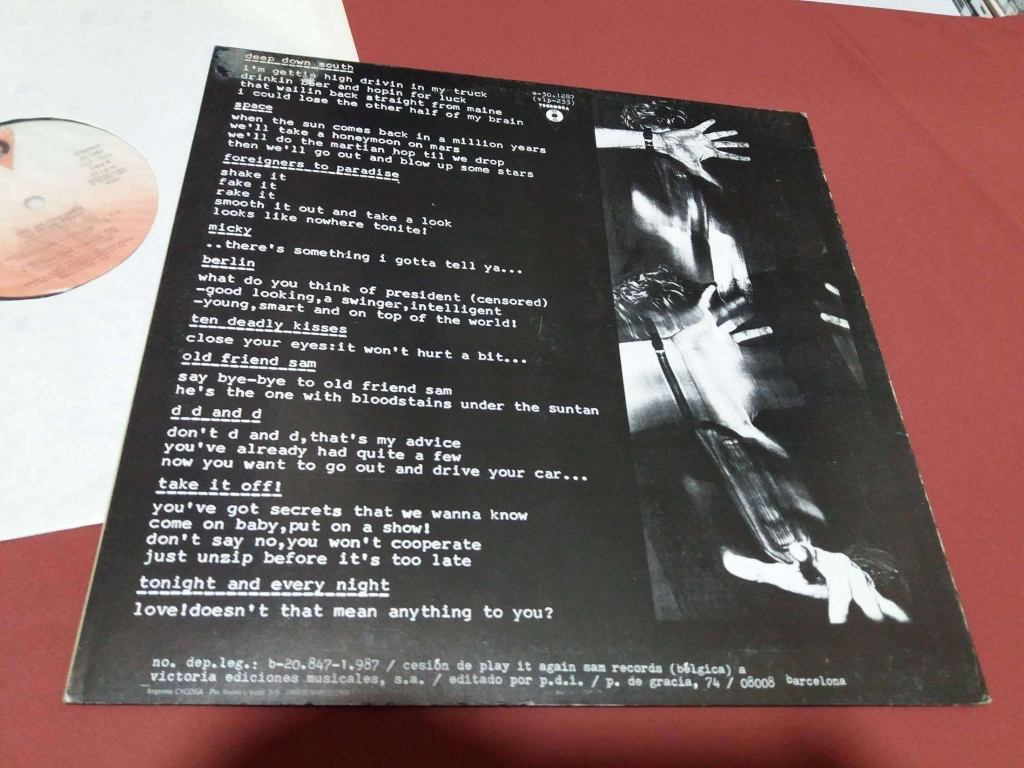 deep down south
i'm gettin high drivin in my truck
drinkin beer and hopin for luck
that wailin back straight from maine
i could lose the other half of my brain
e-30.1287
(vip-235)
space
when the sun comes back in a million years
we'll take a honeymoon on mars
we'll do the martian hop til we drop
then we'll go out and blow up some stars
foreigners to paradise
shake it
fake it
rake it
smooth it out and take a look
looks like nowhere tonite!
micky
..there's something i gotta tell ya...
berlin
what do you think of president (censored)
-good looking,a swinger,intelligent
-young,smart and on top of the world!
ten deadly kisses
close your eyes:it won't hurt a bit...
old friend sam
say bye-bye to old friend sam
he's the one with bloodstains under the suntan
d d and d
don't d and d,that's my advice
you've already had quite a few
now you want to go out and drive your car...
take it off!
you've got secrets that we wanna know
come on baby,put on a show!
don't say no,you won't cooperate
just unzip before it's too late
tonight and every night
love!doesn't that mean anything to you?
no. dep.leg.: b-20.847-1.987 / cesión de play it again sam records (bélgica) a
victoria ediciones musicales, s.a. / editado por p.d.i. / p. de gracia, 74 / 08008 barcelona
Imprime CYCOSA